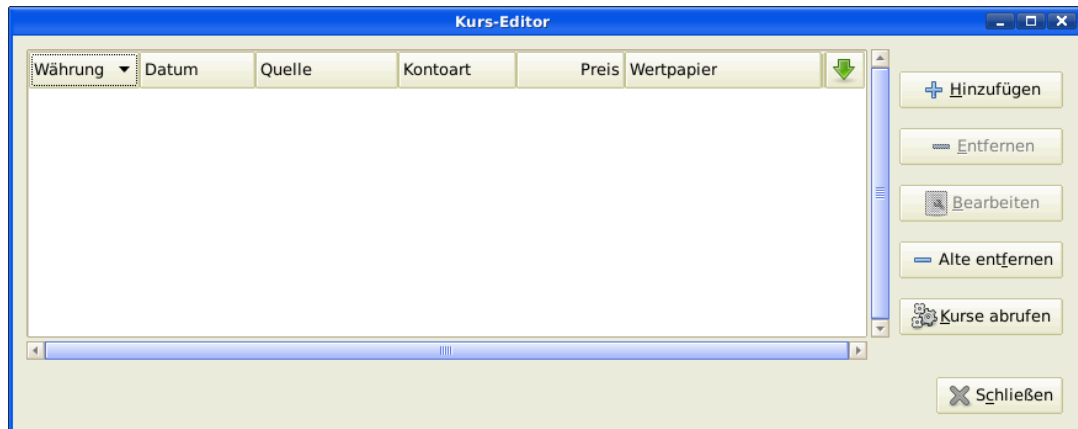 Kurs-Editor
Währung Datum Quelle Kontoart Preis Wertpapier
Hinzufügen
Entfernen
Bearbeiten
Alte entfernen
Kurse abrufen
Schließen